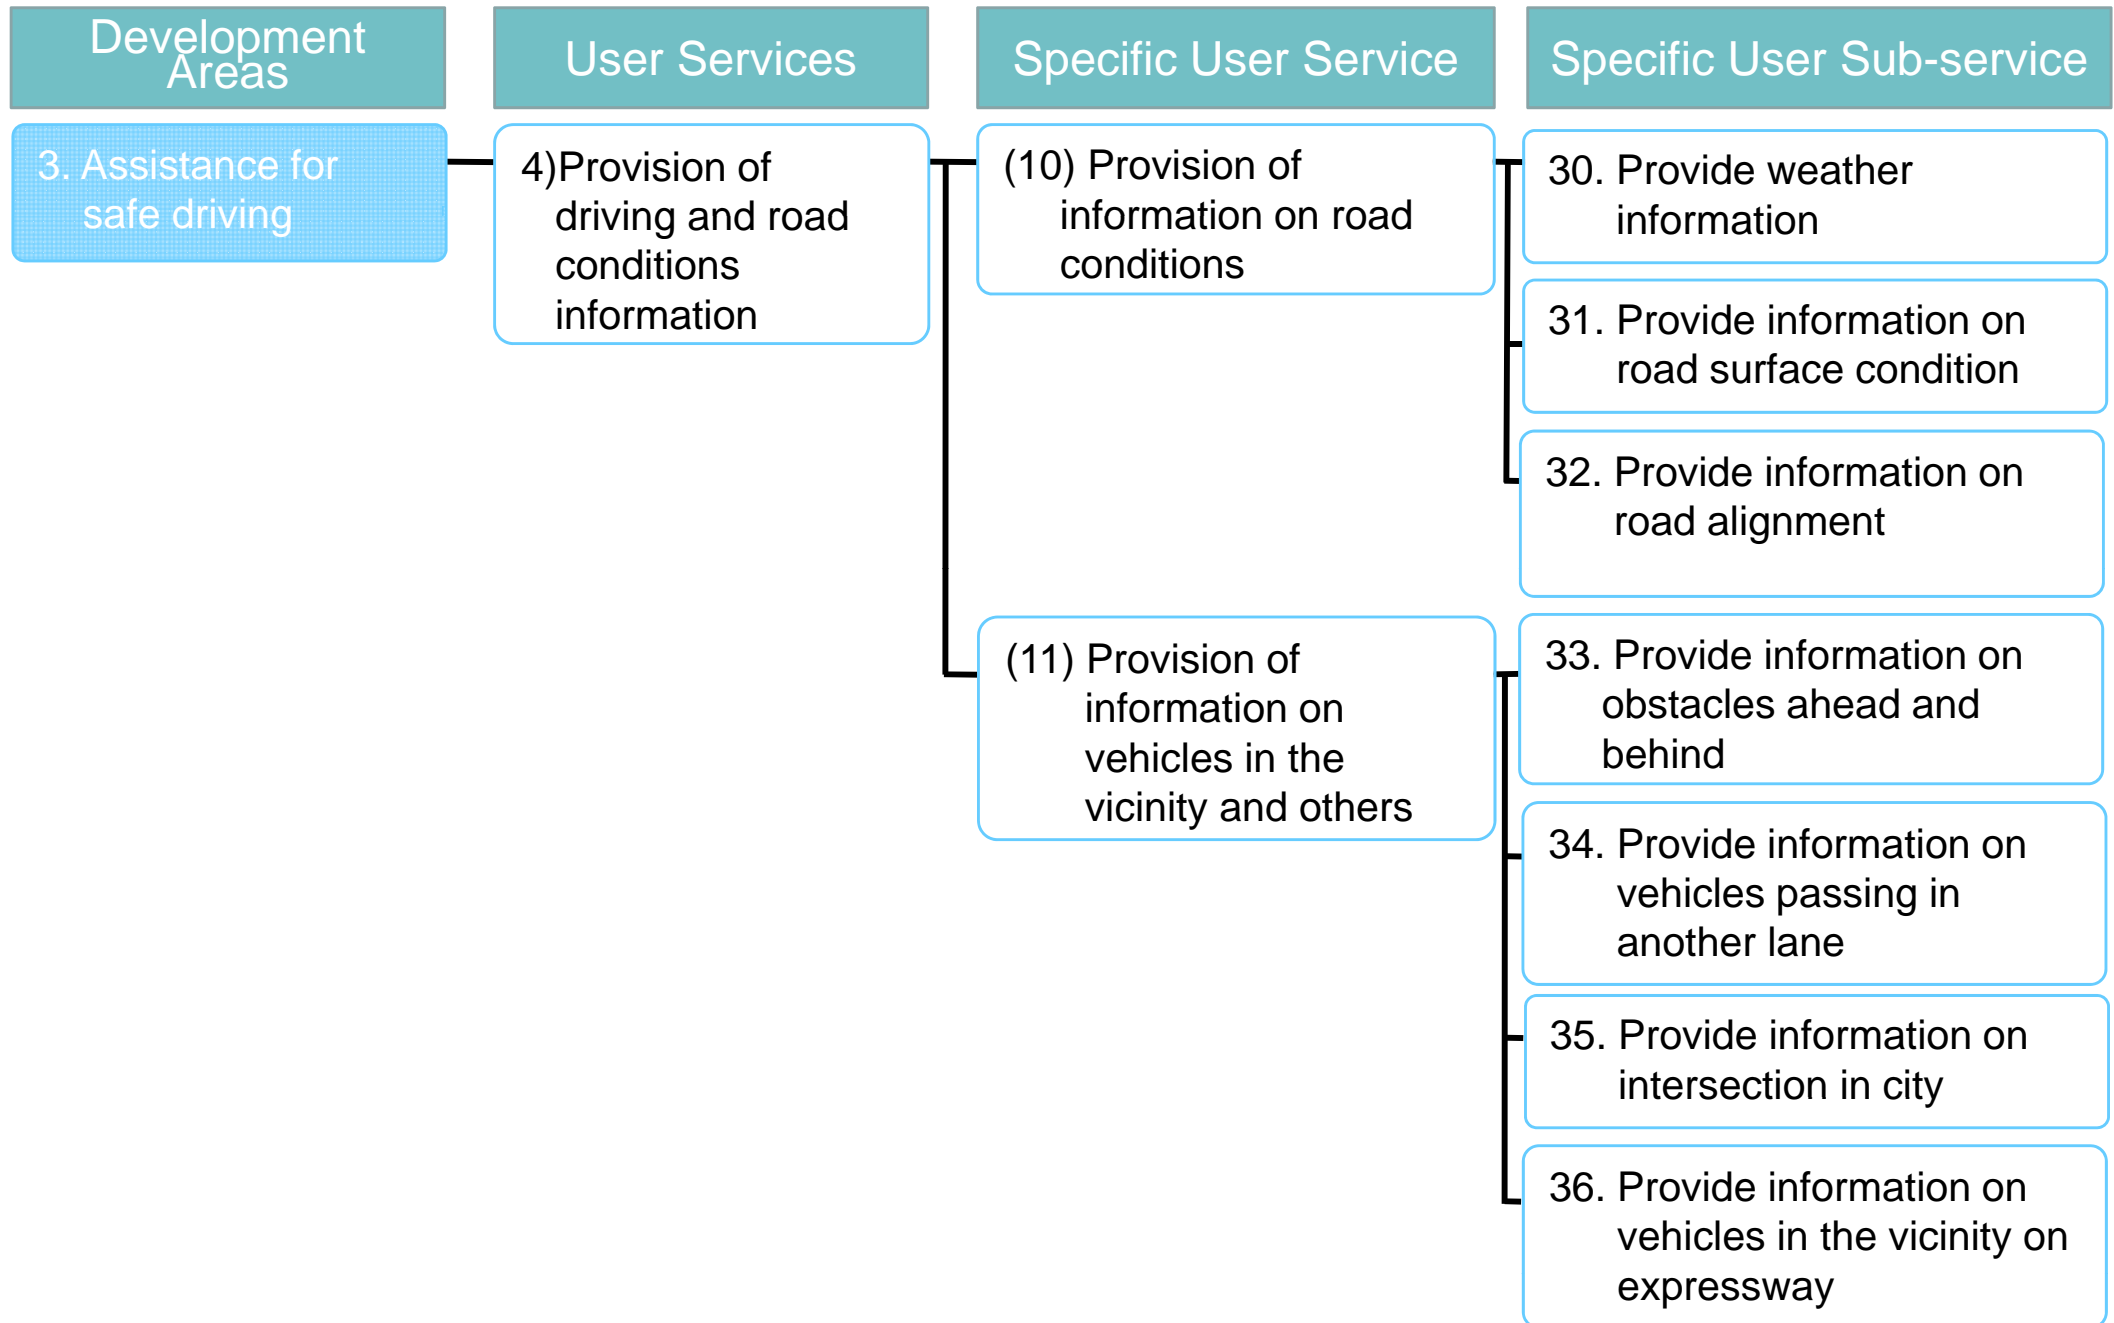 Development
Areas
User Services
Specific User Service
Specific User Sub-service
3. Assistance for
safe driving
4)Provision of
driving and road
conditions
information
(10) Provision of
information on road
conditions
30. Provide weather
information
31. Provide information on
road surface condition
32. Provide information on
road alignment
(11) Provision of
information on
vehicles in the
vicinity and others
33. Provide information on
obstacles ahead and
behind
34. Provide information on
vehicles passing in
another lane
35. Provide information on
intersection in city
36. Provide information on
vehicles in the vicinity on
expressway